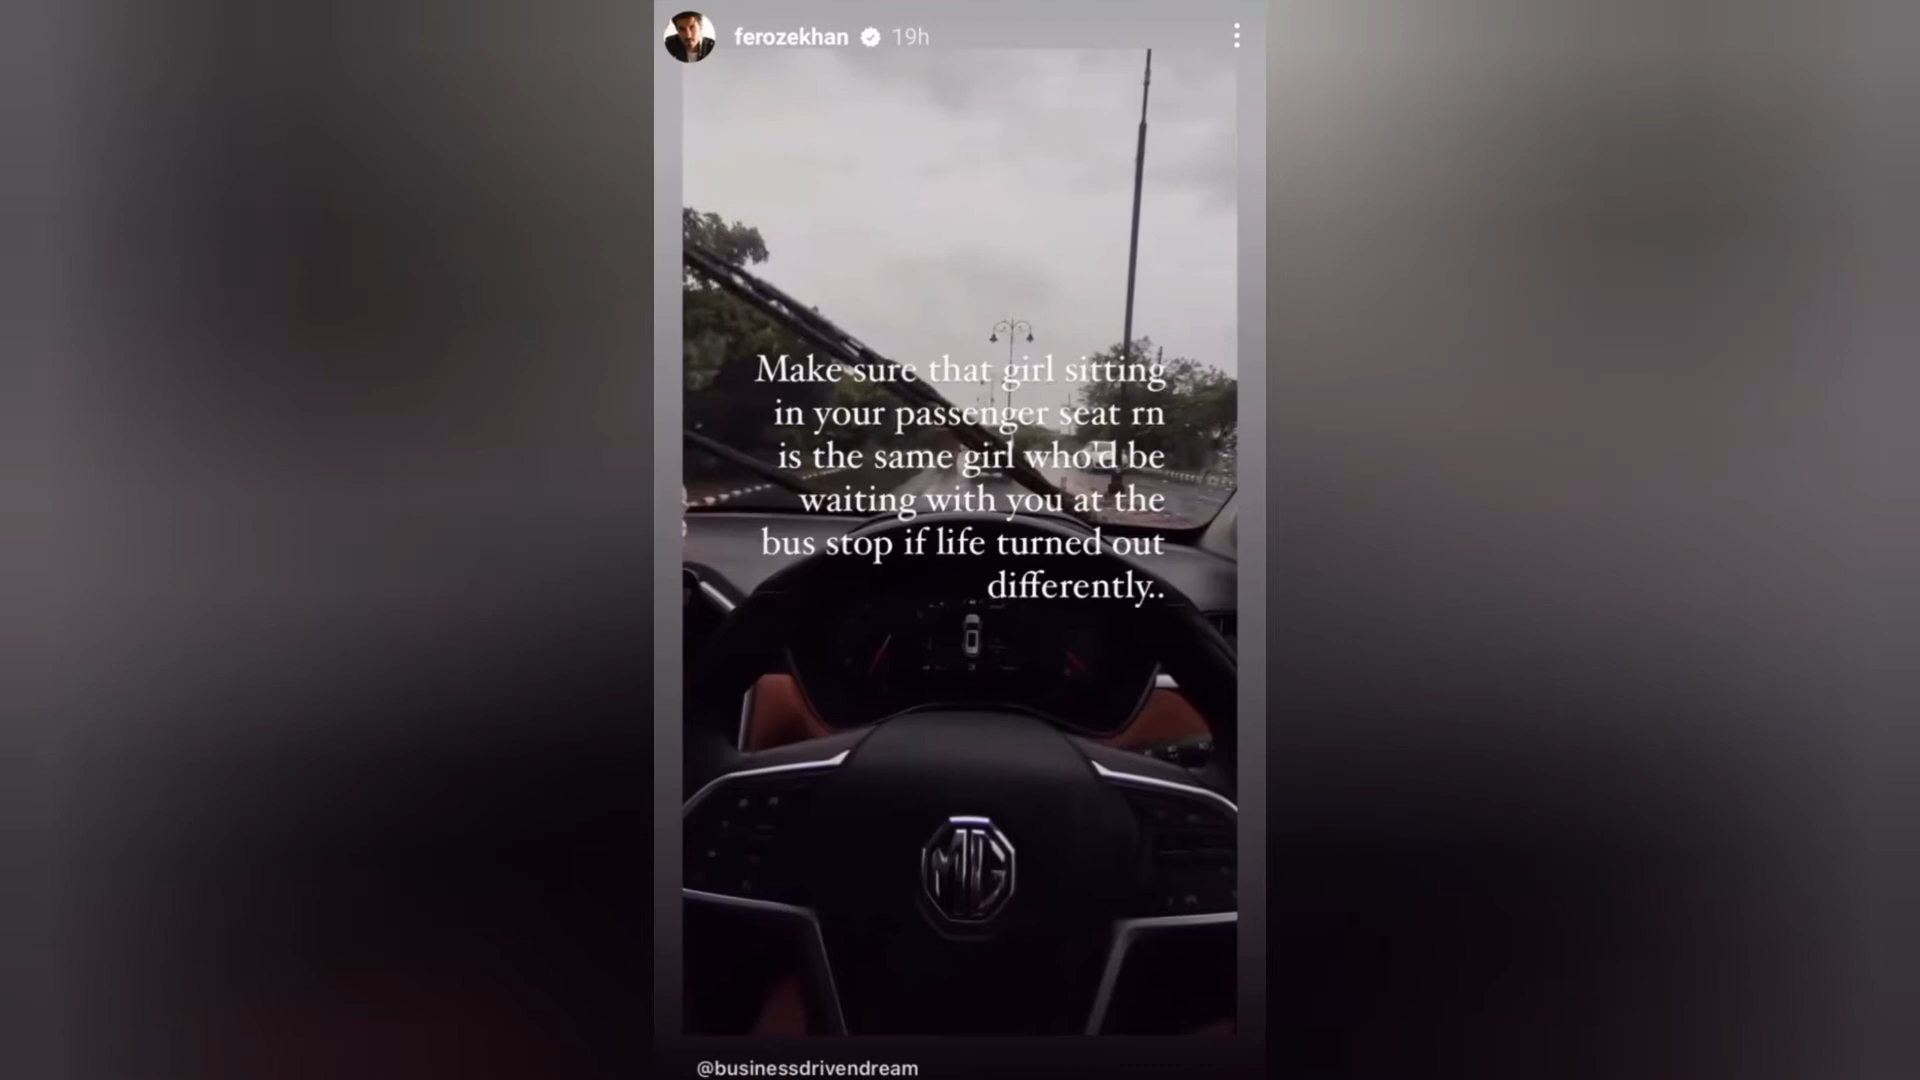 ferozekhan 19h
Make sure that girl sitting
in your passenger seat rn
is the same girl who'd be
waiting with you at the
bus stop if life turned out
differently..
MG
@businessdrivendream